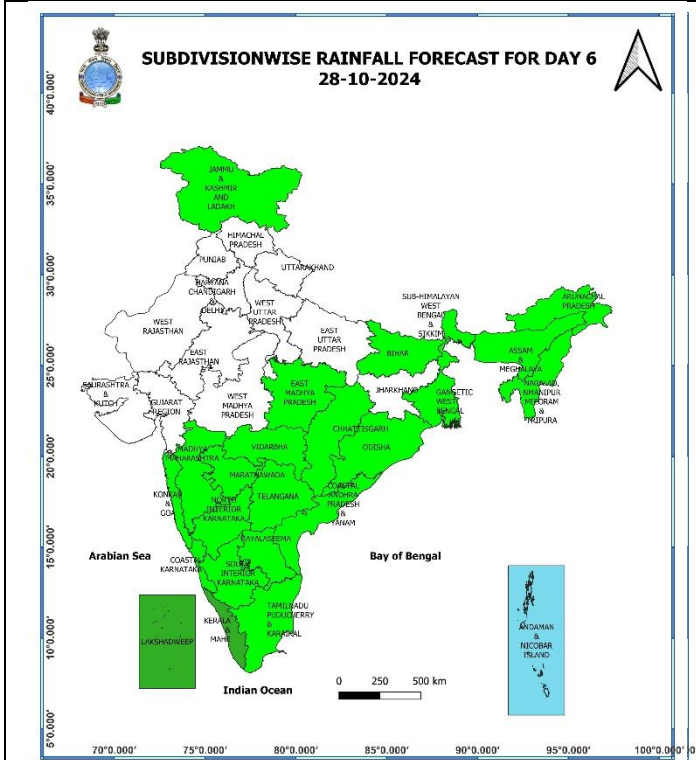 SUBDIVISIONWISE RAINFALL FORECAST FOR DAY 6
28-10-2024
40°0.000'
35°0.000'
30°0.000'
25°0.000'
20°0.000'
15°0.000'
10°0.000'
5°0.000'
JAMMU
&
KASHMIR
AND
LADAKH
HIMACHAL
PRADESH
PUNJAB
UTTARAKHAND
HARYANA
CHANDIGARH
&
DELHI
WEST
UTTAR
PRADESH
WEST
RAJASTHAN
EAST
RAJASTHAN
EAST
UTTAR
PRADESH
SUB-HIMALAYAN
WEST
BENGAL
&
SIKKIM
ARUNACHAL
PRADESH
ASSAM
&
MEGHALAYA
BIHAR
JHARKHAND
GANGETIC
WEST
BENGAL
MIZORAM
&
TRIPURA
SAURASHTRA
&
KUTCH
GUJARAT
REGION
WEST
MADHYA
PRADESH
EAST
MADHYA
PRADESH
CHHATTISGARH
ODISHA
MADHYA
MAHARASHTRA
VIDARBHA
MARATHWADA
TELANGANA
KONKAN
&
GOA
NORTH
INTERIOR
KARNATAKA
COASTAL
ANDHRA
PRADESH
&
YANAM
RAYALASEEMA
COASTAL
KARNATAKA
SOUTH
INTERIOR
KARNATAKA
TAMILNADU
PUDUCHERRY
&
KARAIKAL
KERALA
&
MAHE
LAKSHADWEEP
ANDAMAN
&
NICOBAR
ISLAND
Arabian Sea
Bay of Bengal
Indian Ocean
0 250 500 km
70°0.000' 75°0.000' 80°0.000' 85°0.000' 90°0.000' 95°0.000' 100°0.000'